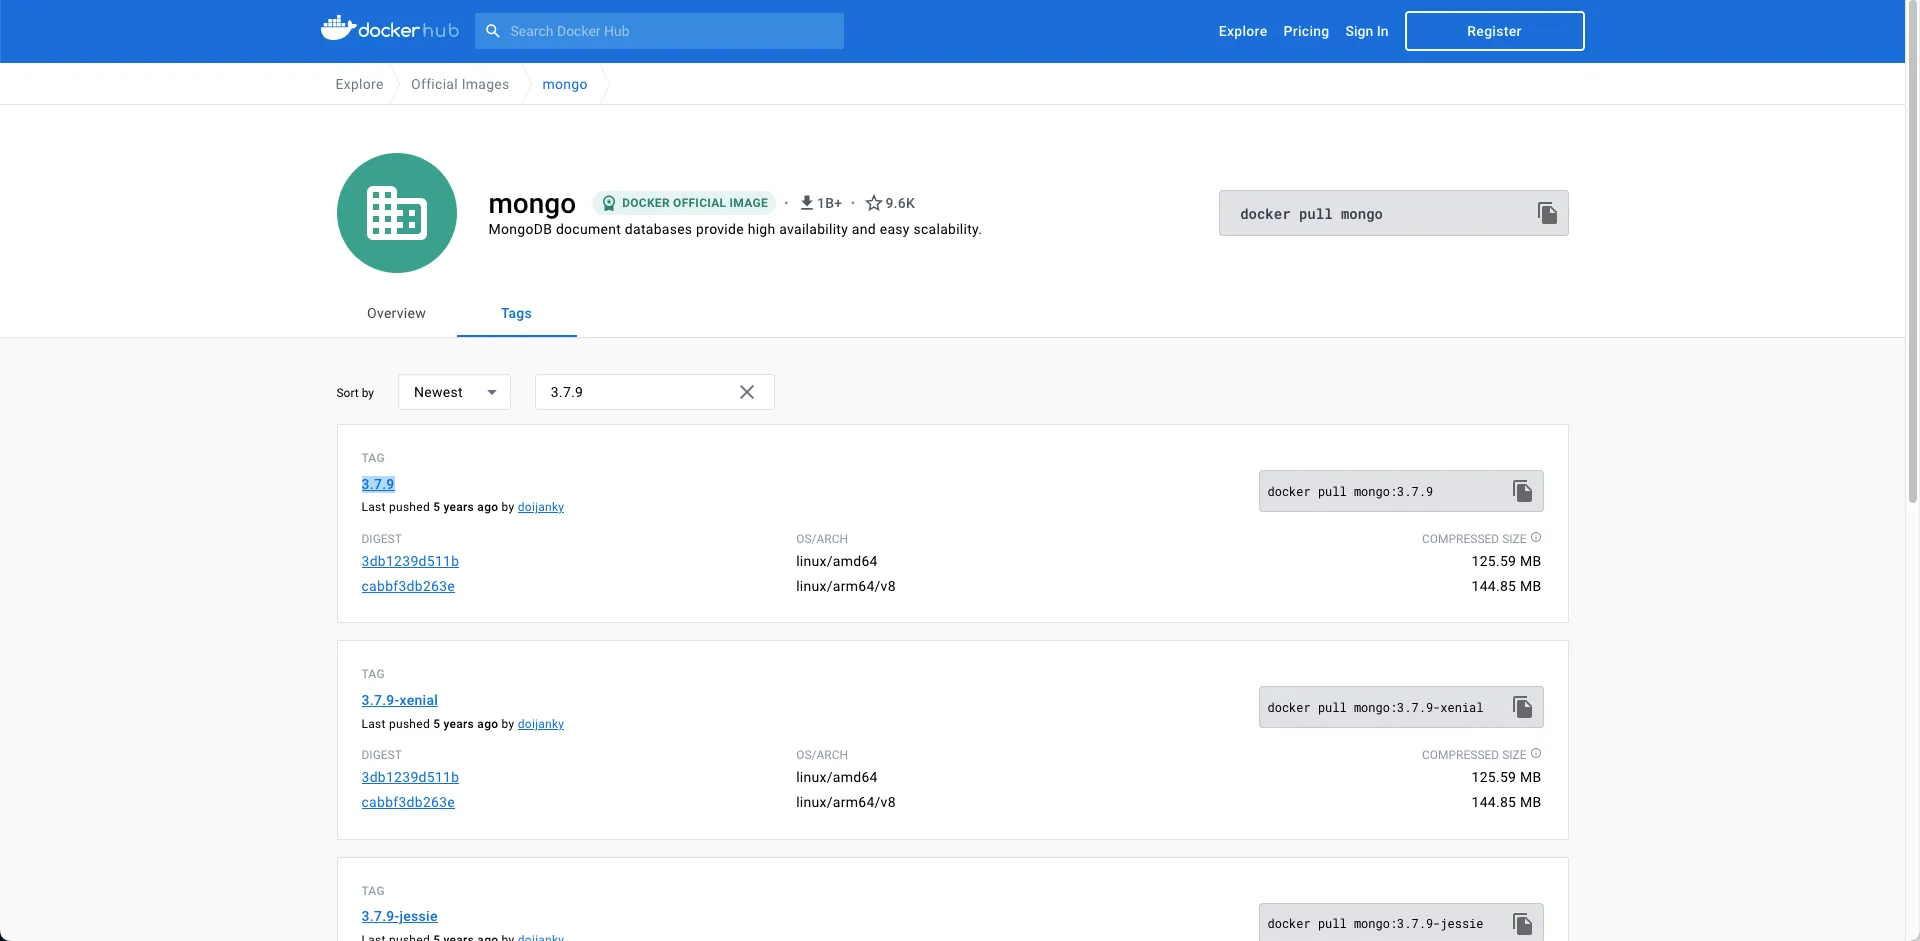 docker hub
Search Docker Hub
Explore Pricing Sign In Register
Explore Official Images mongo
mongo DOCKER OFFICIAL IMAGE · 1B+ · 9.6K
MongoDB document databases provide high availability and easy scalability.
docker pull mongo
Overview Tags
Sort by Newest 3.7.9
TAG
3.7.9
Last pushed 5 years ago by doijanky
docker pull mongo:3.7.9
DIGEST OS/ARCH COMPRESSED SIZE
3db1239d511b linux/amd64 125.59 MB
cabbf3db263e linux/arm64/v8 144.85 MB
TAG
3.7.9-xenial
Last pushed 5 years ago by doijanky
docker pull mongo:3.7.9-xenial
DIGEST OS/ARCH COMPRESSED SIZE
3db1239d511b linux/amd64 125.59 MB
cabbf3db263e linux/arm64/v8 144.85 MB
TAG
3.7.9-jessie
docker pull mongo:3.7.9-jessie
Last pushed 5 years ago by doijanky